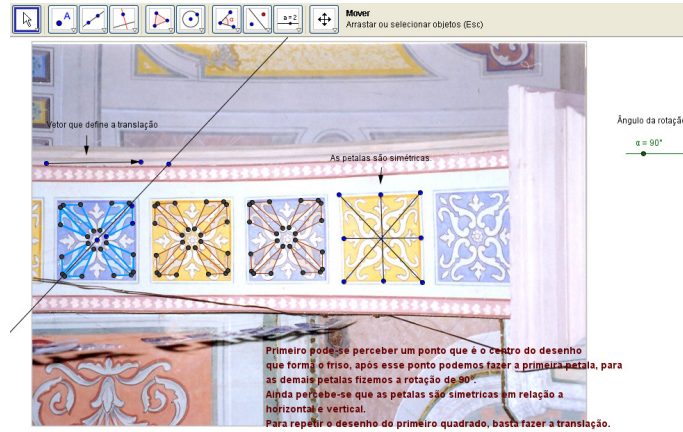 Mover
Arrastar ou selecionar objetos (Esc)
A
α
a=2
Vetor que define a translação
As petalas são simétricas
Ângulo da rotação
α = 90°
Primeiro pode-se perceber um ponto que é o centro do desenho
que forma o friso, após esse ponto podemos fazer a primeira petala, para
as demais petalas fizemos a rotação de 90°.
Ainda percebe-se que as petalas são simetricas em relação a
horizontal e vertical.
Para repetir o desenho do primeiro quadrado, basta fazer a translação.